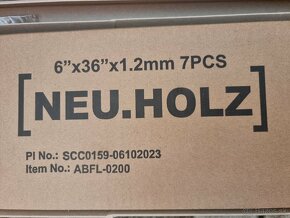 6"x36"x1.2mm 7PCS
[NEU.HOLZ]
PI No.: SCC0159-06102023
Item No.: ABFL-0200